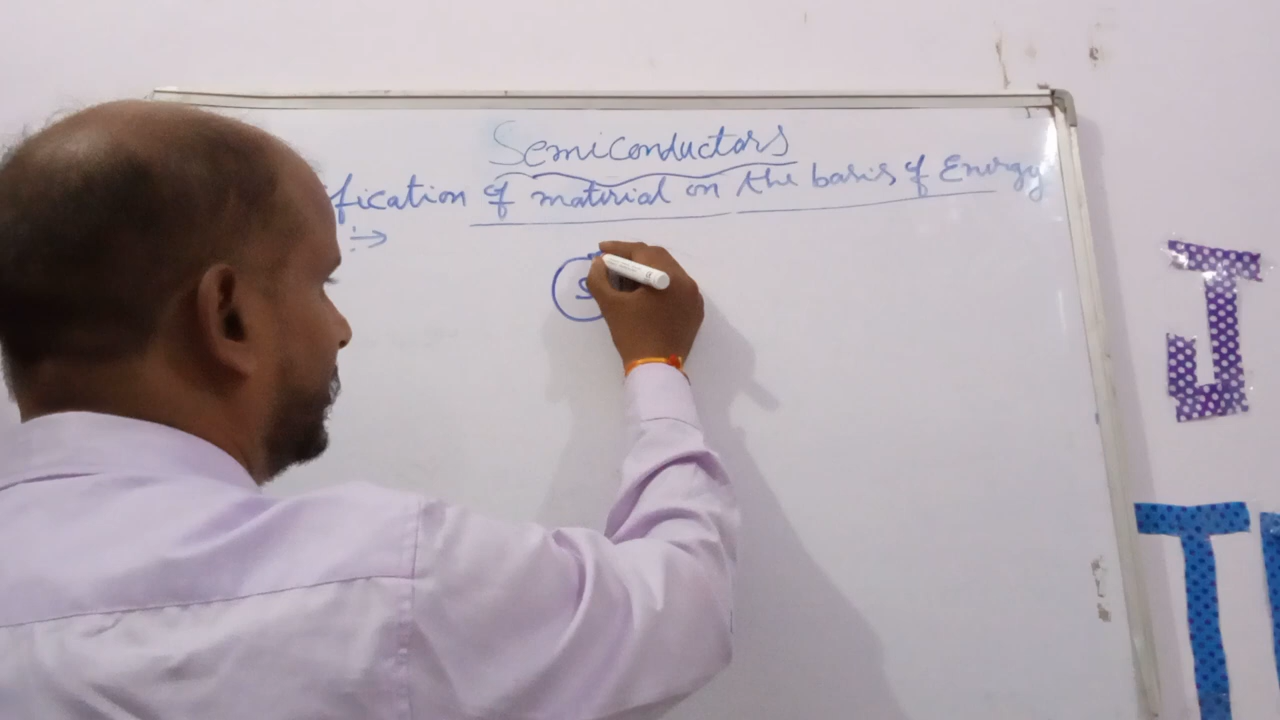 Semiconductors
fication of material on the basis of Energy
:→
S
J
T